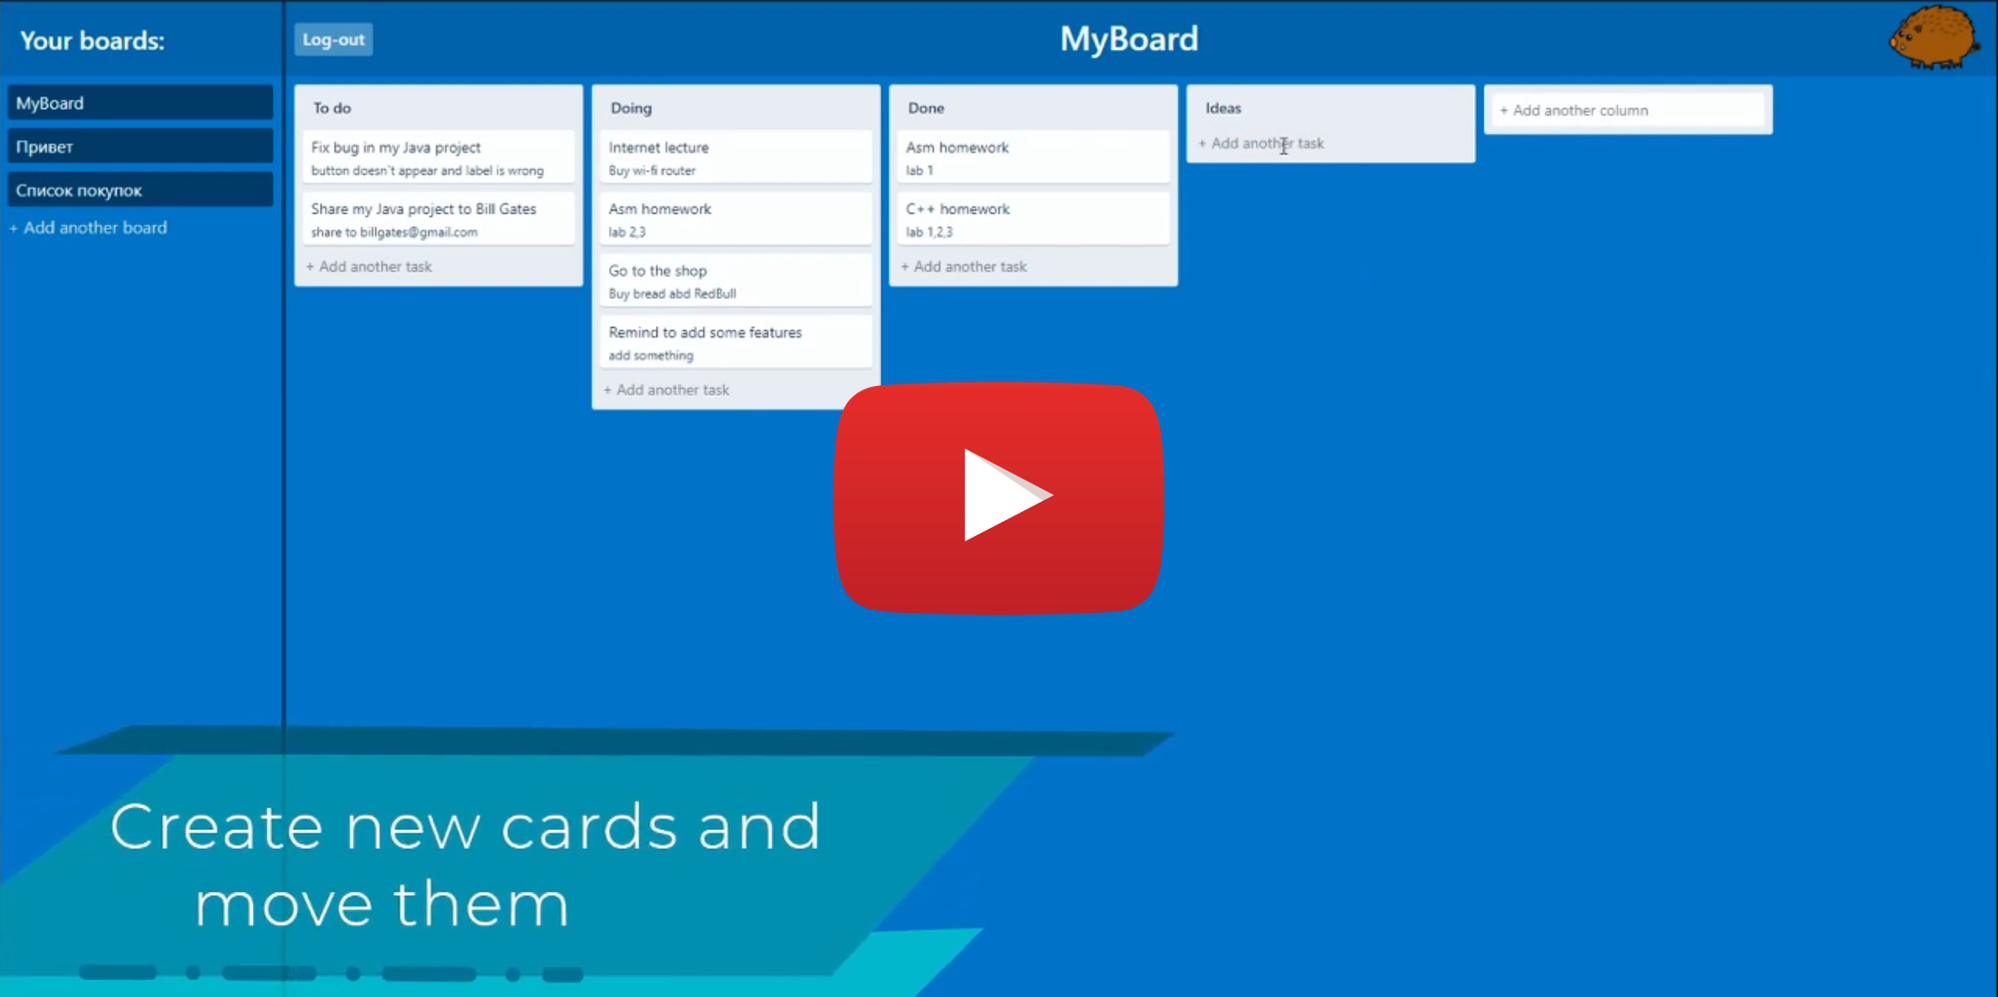 Your boards:
Log-out
MyBoard
MyBoard
Привет
Список покупок
+ Add another board
To do
Fix bug in my Java project
button doesn`t appear and label is wrong
Share my Java project to Bill Gates
share to billgates@gmail.com
+ Add another task
Doing
Internet lecture
Buy wi-fi router
Asm homework
lab 2,3
Go to the shop
Buy bread abd RedBull
Remind to add some features
add something
+ Add another task
Done
Asm homework
lab 1
C++ homework
lab 1,2,3
+ Add another task
Ideas
+ Add another task
+ Add another column
Create new cards and
move them